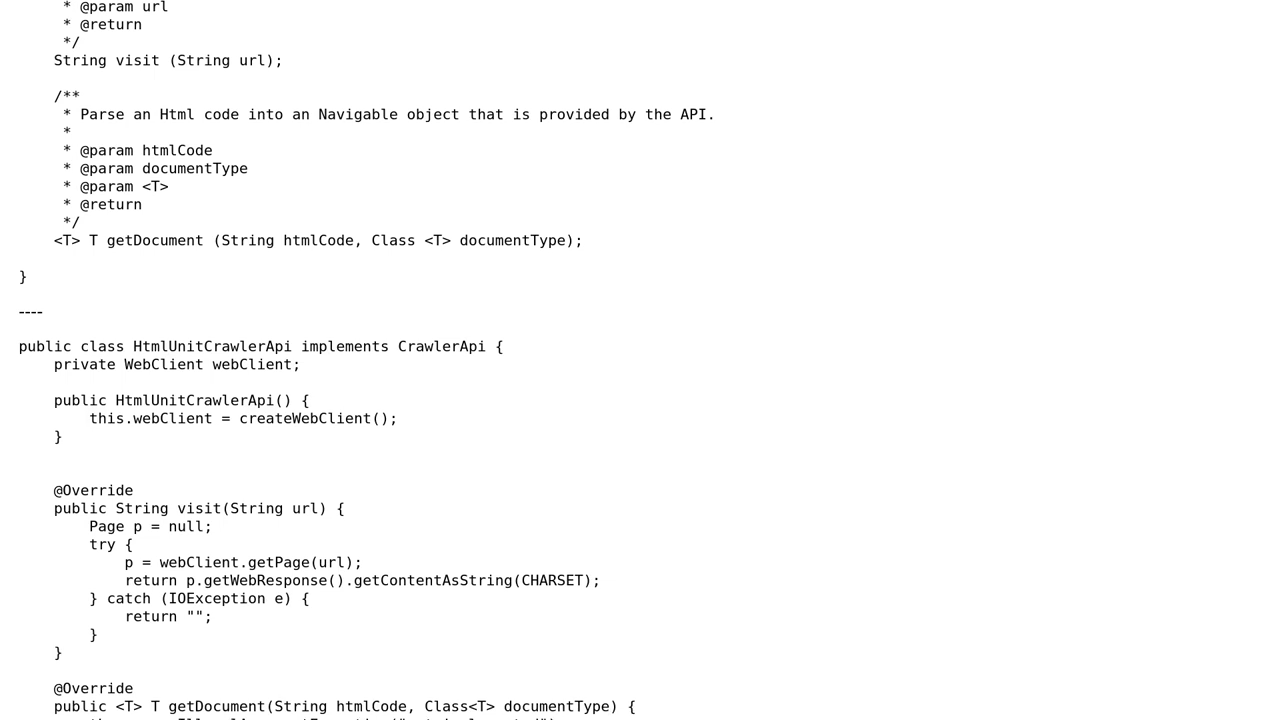 * @param url
     * @return
     */
    String visit (String url);

    /**
     * Parse an Html code into an Navigable object that is provided by the API.
     *
     * @param htmlCode
     * @param documentType
     * @param <T>
     * @return
     */
    <T> T getDocument (String htmlCode, Class <T> documentType);

}

----

public class HtmlUnitCrawlerApi implements CrawlerApi {
    private WebClient webClient;

    public HtmlUnitCrawlerApi() {
        this.webClient = createWebClient();
    }


    @Override
    public String visit(String url) {
        Page p = null;
        try {
            p = webClient.getPage(url);
            return p.getWebResponse().getContentAsString(CHARSET);
        } catch (IOException e) {
            return "";
        }
    }

    @Override
    public <T> T getDocument(String htmlCode, Class<T> documentType) {